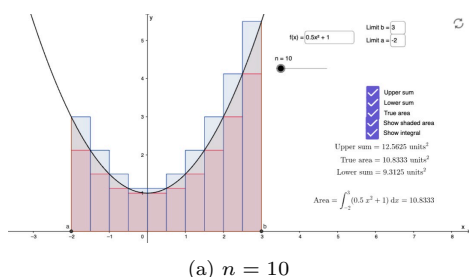 y
f(x) = 0.5x² + 1
Limit b = 3
Limit a = -2
n = 10
Upper sum
Lower sum
True area
Show shaded area
Show integral
Upper sum = 12.5625 units²
True area = 10.8333 units²
Lower sum = 9.3125 units²
Area = ∫₋₂³ (0.5 x² + 1) dx = 10.8333
5
4
3
2
1
a
b
x
-3 -2 -1 0 1 2 3 4 5 6 7 8
(a) n = 10